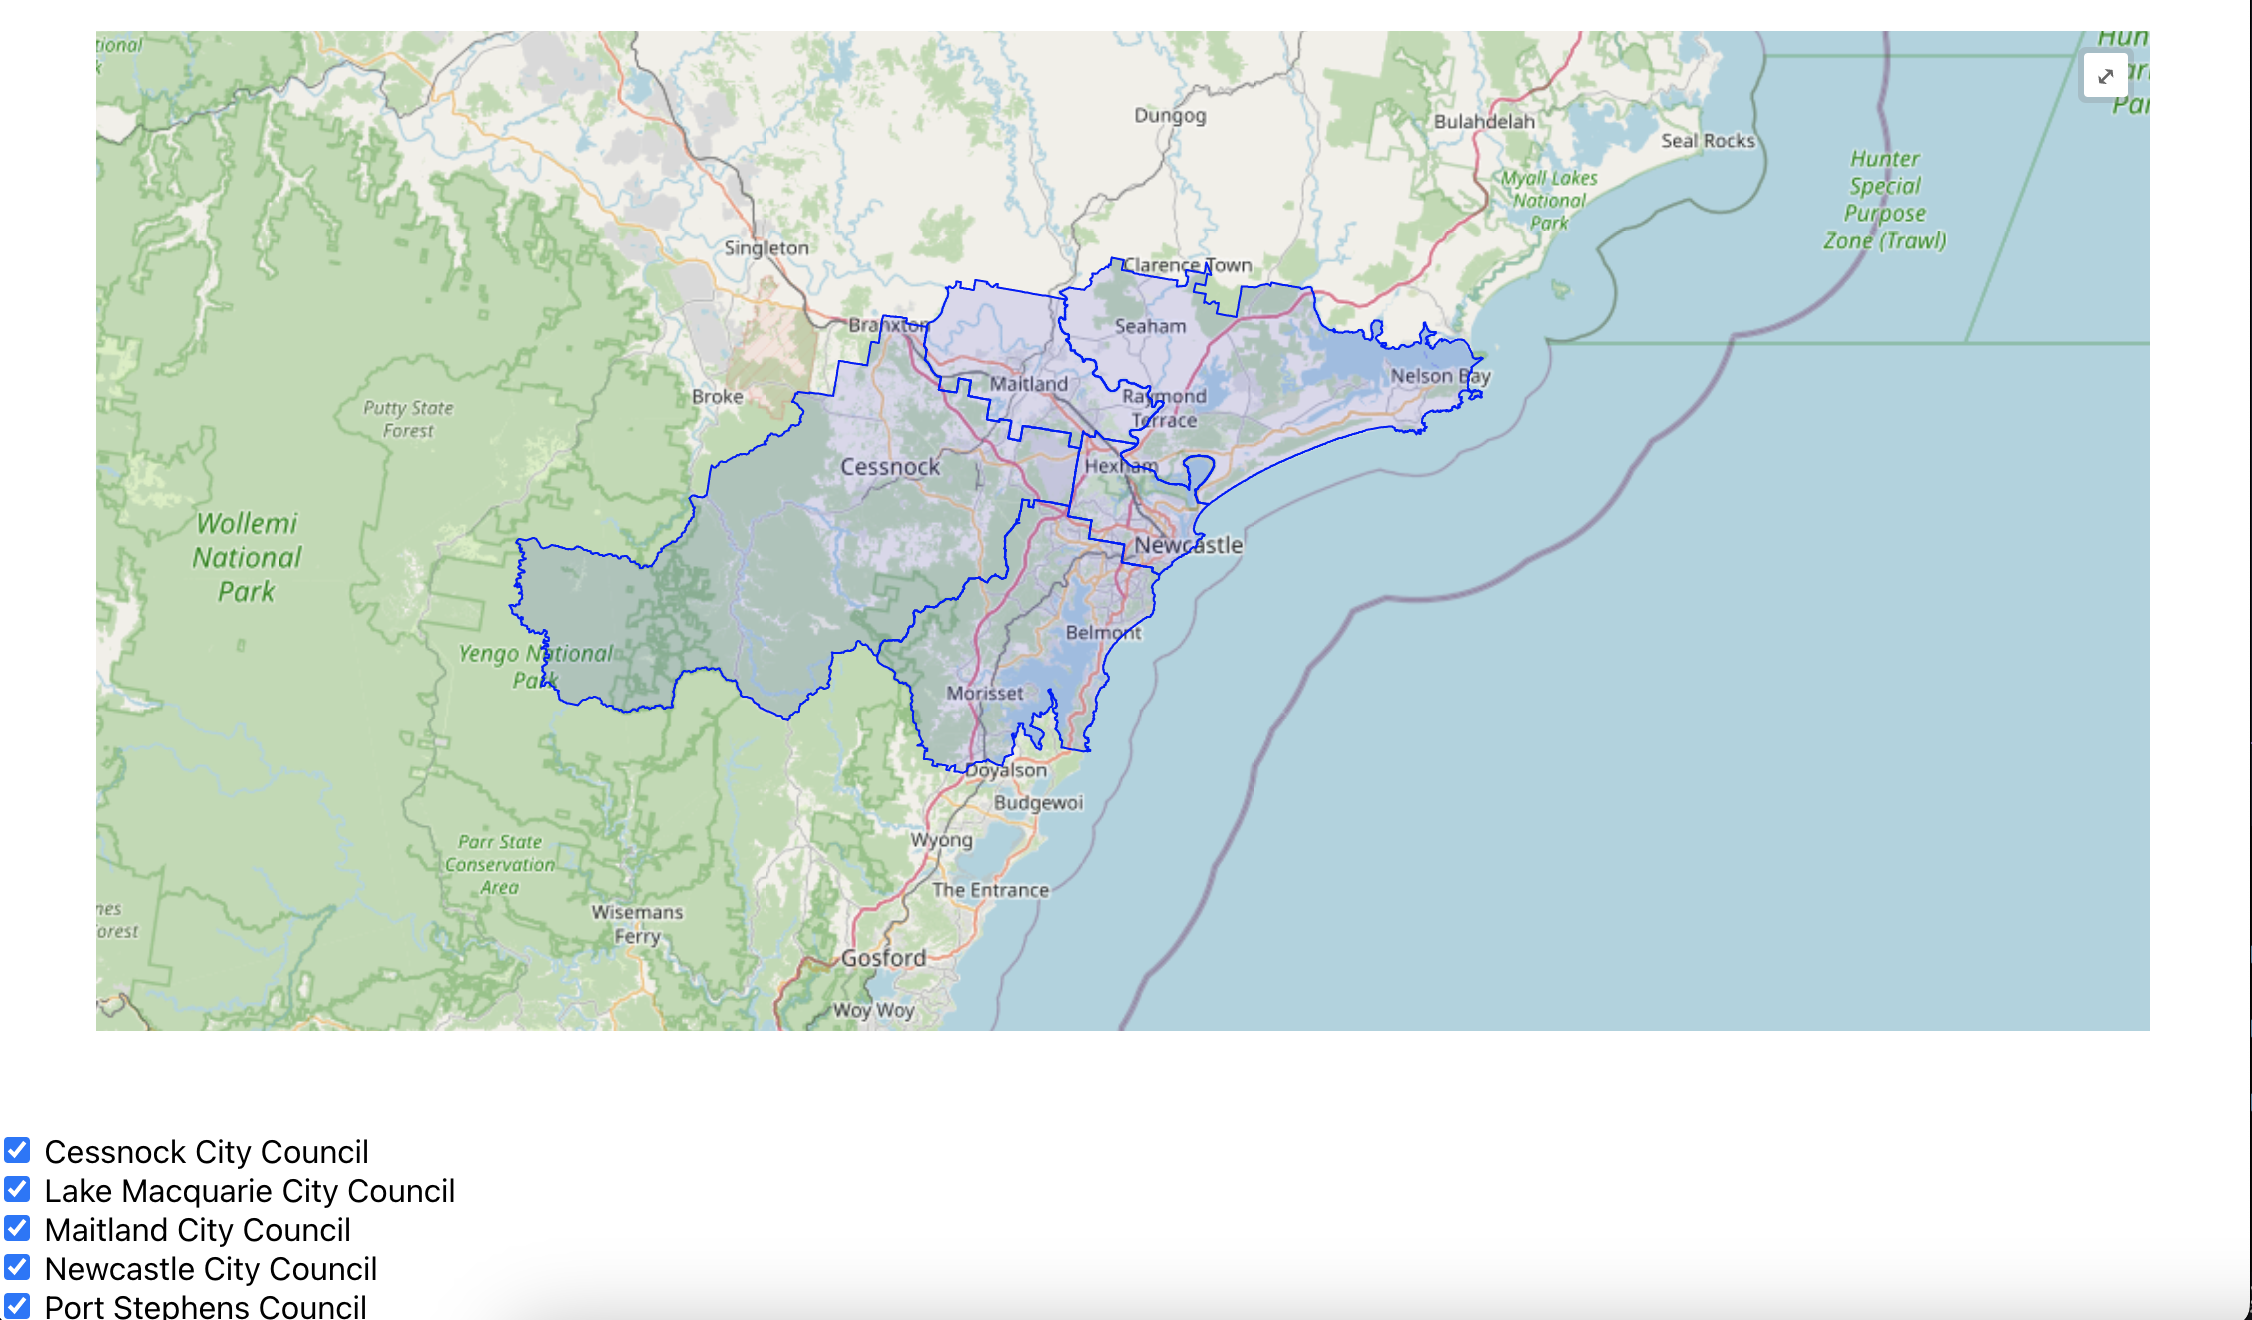 tional
k
Hun
ar
Par
Dungog
Bulahdelah
Seal Rocks
Hunter
Special
Purpose
Zone (Trawl)
Myall Lakes
National
Park
Singleton
Clarence Town
Branxton
Seaham
Maitland
Nelson Bay
Broke
Raymond
Terrace
Putty State
Forest
Cessnock
Hexham
Wollemi
National
Park
Newcastle
Belmont
Yengo National
Park
Morisset
Doyalson
Budgewoi
Wyong
Parr State
Conservation
Area
The Entrance
nes
orest
Wisemans
Ferry
Gosford
Woy Woy
Cessnock City Council
Lake Macquarie City Council
Maitland City Council
Newcastle City Council
Port Stephens Council